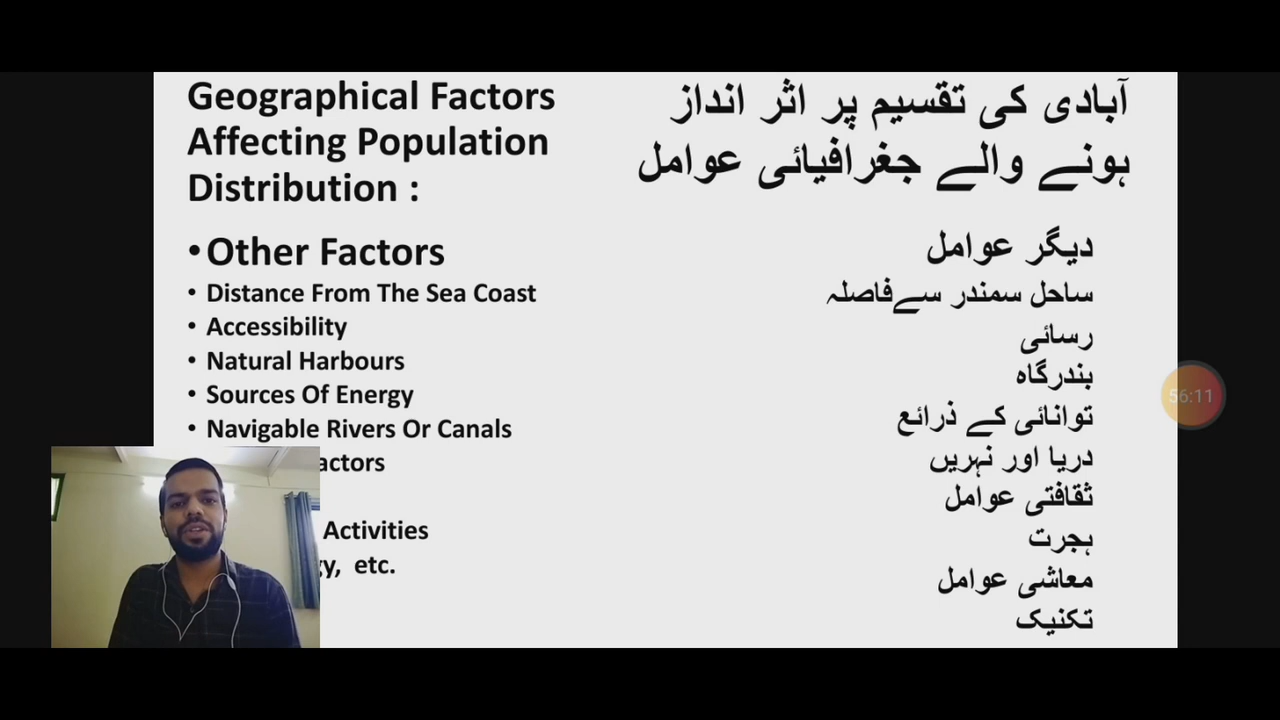 Geographical Factors
Affecting Population
Distribution :
•Other Factors
• Distance From The Sea Coast
• Accessibility
• Natural Harbours
• Sources Of Energy
• Navigable Rivers Or Canals
actors
Activities
gy, etc.
آبادی کی تقسیم پر اثر انداز
ہونے والے جغرافیائی عوامل
دیگر عوامل
ساحل سمندر سےفاصلہ
رسائی
بندرگاہ
توانائی کے ذرائع
دریا اور نہریں
ثقافتی عوامل
ہجرت
معاشی عوامل
تکنیک
56:11